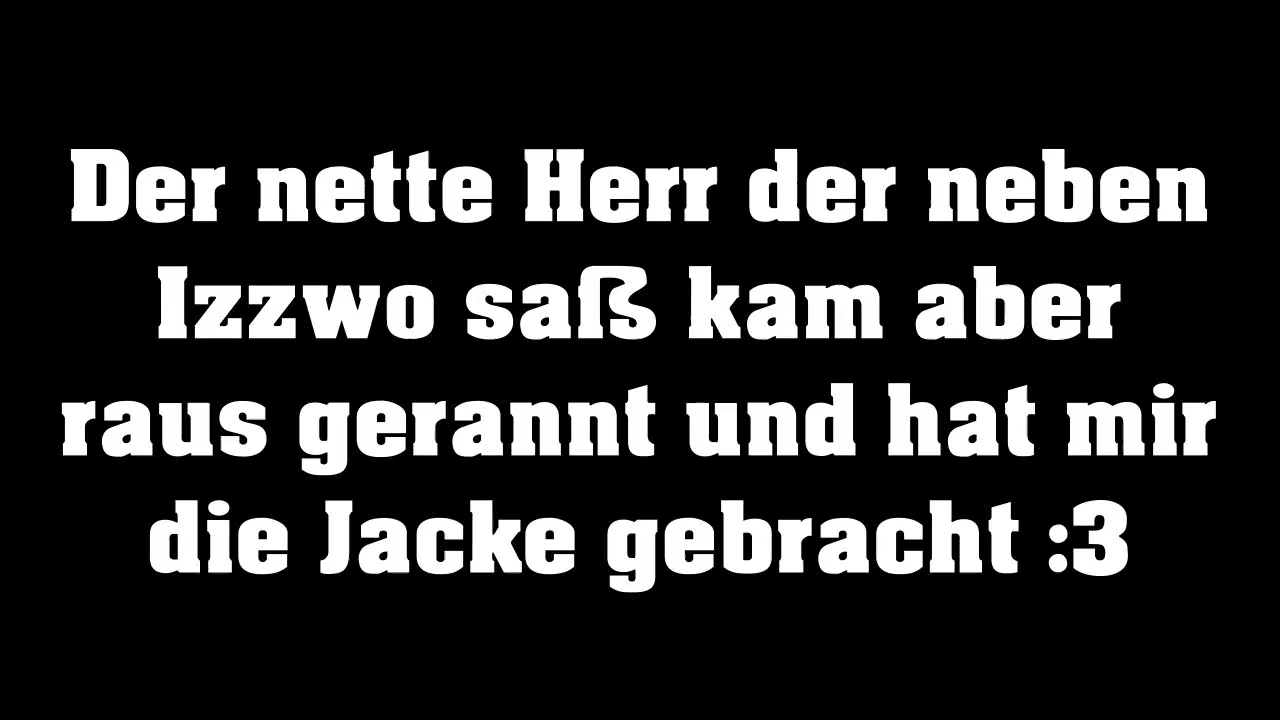 Der nette Herr der neben
Izzwo saß kam aber
raus gerannt und hat mir
die Jacke gebracht :3